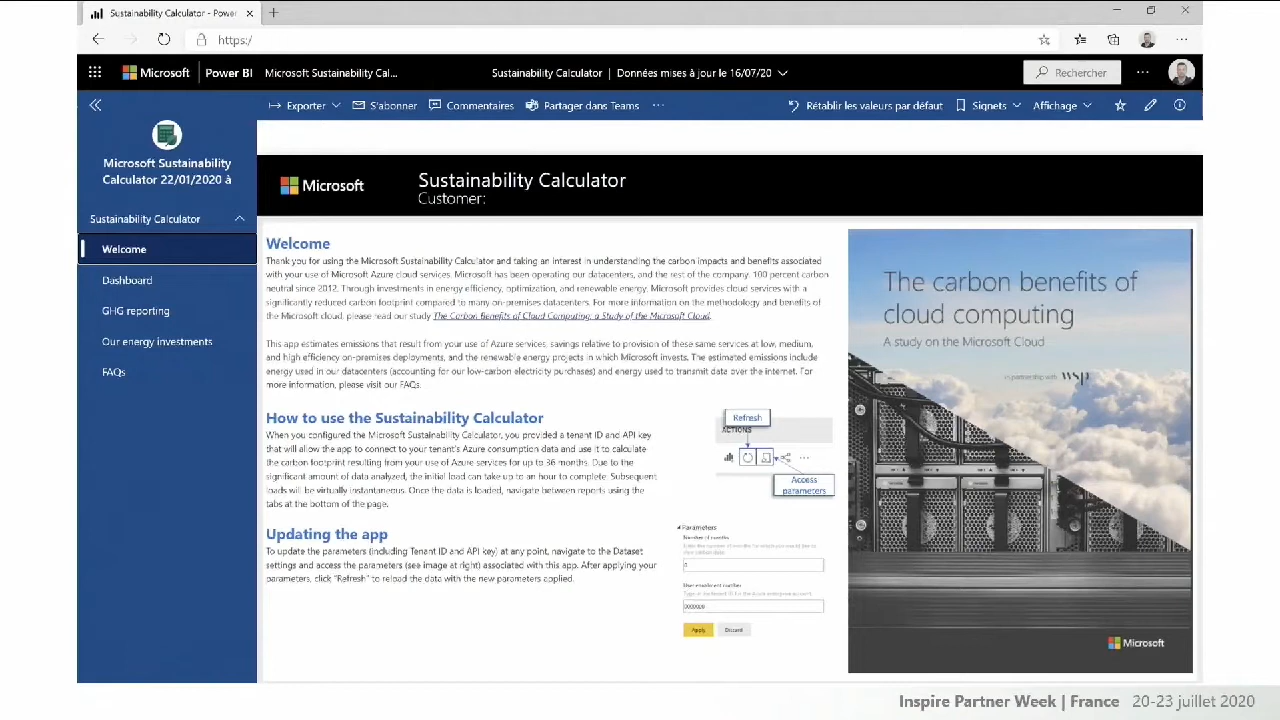 Sustainability Calculator - Powe
https:/
Microsoft Power BI Microsoft Sustainability Cal... Sustainability Calculator | Données mises à jour le 16/07/20 Rechercher ...
Exporter S'abonner Commentaires Partager dans Teams ... Rétablir les valeurs par défaut Signets Affichage
Microsoft Sustainability
Calculator 22/01/2020 à
Sustainability Calculator
Welcome
Dashboard
GHG reporting
Our energy investments
FAQs
Microsoft
Sustainability Calculator
Customer:
Welcome
Thank you for using the Microsoft Sustainability Calculator and taking an interest in understanding the carbon impacts and benefits associated
with your use of Microsoft Azure cloud services. Microsoft has been operating our datacenters, and the rest of the company, 100 percent carbon
neutral since 2012. Through investments in energy efficiency, optimization, and renewable energy, Microsoft provides cloud services with a
significantly reduced carbon footprint compared to many on-premises datacenters. For more information on the methodology and benefits of
the Microsoft cloud, please read our study The Carbon Benefits of Cloud Computing: a Study of the Microsoft Cloud.
This app estimates emissions that result from your use of Azure services, savings relative to provision of these same services at low, medium,
and high efficiency on-premises deployments, and the renewable energy projects in which Microsoft invests. The estimated emissions include
energy used in our datacenters (accounting for our low-carbon electricity purchases) and energy used to transmit data over the internet. For
more information, please visit our FAQs.
How to use the Sustainability Calculator
When you configured the Microsoft Sustainability Calculator, you provided a tenant ID and API key
that will allow the app to connect to your tenant's Azure consumption data and use it to calculate
the carbon footprint resulting from your use of Azure services for up to 36 months. Due to the
significant amount of data analyzed, the initial load can take up to an hour to complete. Subsequent
loads will be virtually instantaneous. Once the data is loaded, navigate between reports using the
tabs at the bottom of the page.
Refresh
ACTIONS
Access
parameters
Updating the app
To update the parameters (including Tenant ID and API key) at any point, navigate to the Dataset
settings and access the parameters (see image at right) associated with this app. After applying your
parameters, click "Refresh" to reload the data with the new parameters applied.
Parameters
Number of months
User enrollment number
Apply Discard
The carbon benefits of
cloud computing
A study on the Microsoft Cloud
in partnership with wsp
Microsoft
Inspire Partner Week | France 20-23 juillet 2020